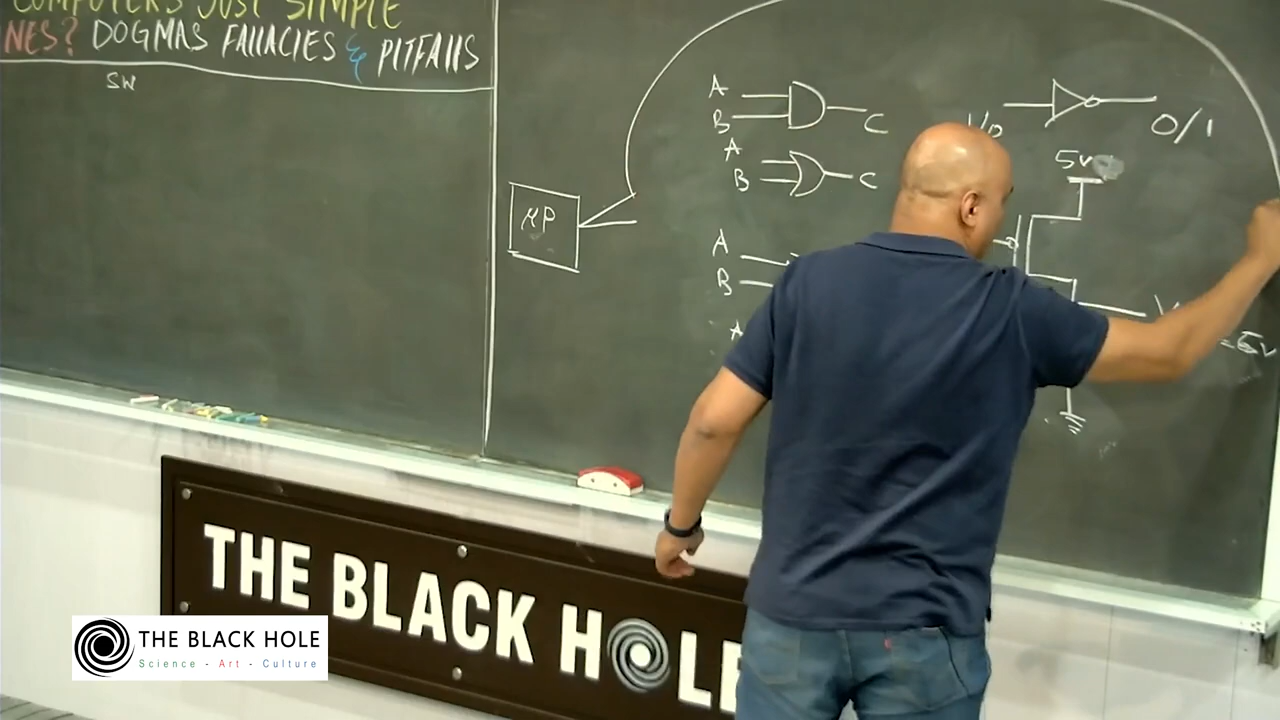 COMPUTERS JUST SIMPLE
NES? DOGMAS FALLACIES & PITFALLS
SW
A
B
C
1/0
0/1
A
B
C
5v
μP
A
B
A
=5v
THE BLACK HOLE
THE BLACK HOLE
Science - Art - Culture